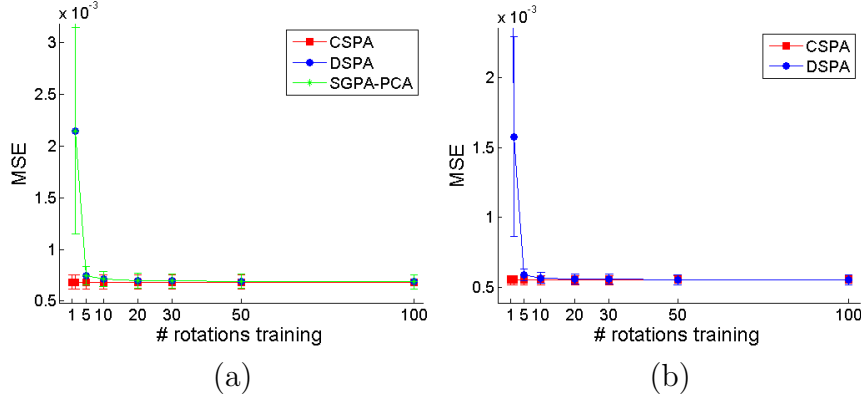 x 10⁻³
3
2.5
2
1.5
1
0.5
MSE
CSPA
DSPA
SGPA-PCA
1 5 10 20 30 50 100
# rotations training
(a)
x 10⁻³
2
1.5
1
0.5
MSE
CSPA
DSPA
1 5 10 20 30 50 100
# rotations training
(b)